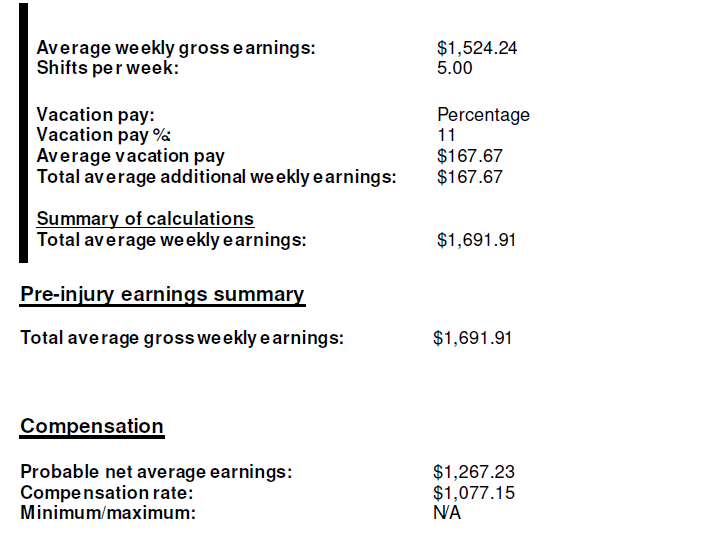 Average weekly gross earnings: $1,524.24
Shifts per week: 5.00
Vacation pay: Percentage
Vacation pay %: 11
Average vacation pay $167.67
Total average additional weekly earnings: $167.67
Summary of calculations
Total average weekly earnings: $1,691.91
Pre-injury earnings summary
Total average gross weekly earnings: $1,691.91
Compensation
Probable net average earnings: $1,267.23
Compensation rate: $1,077.15
Minimum/maximum: N/A